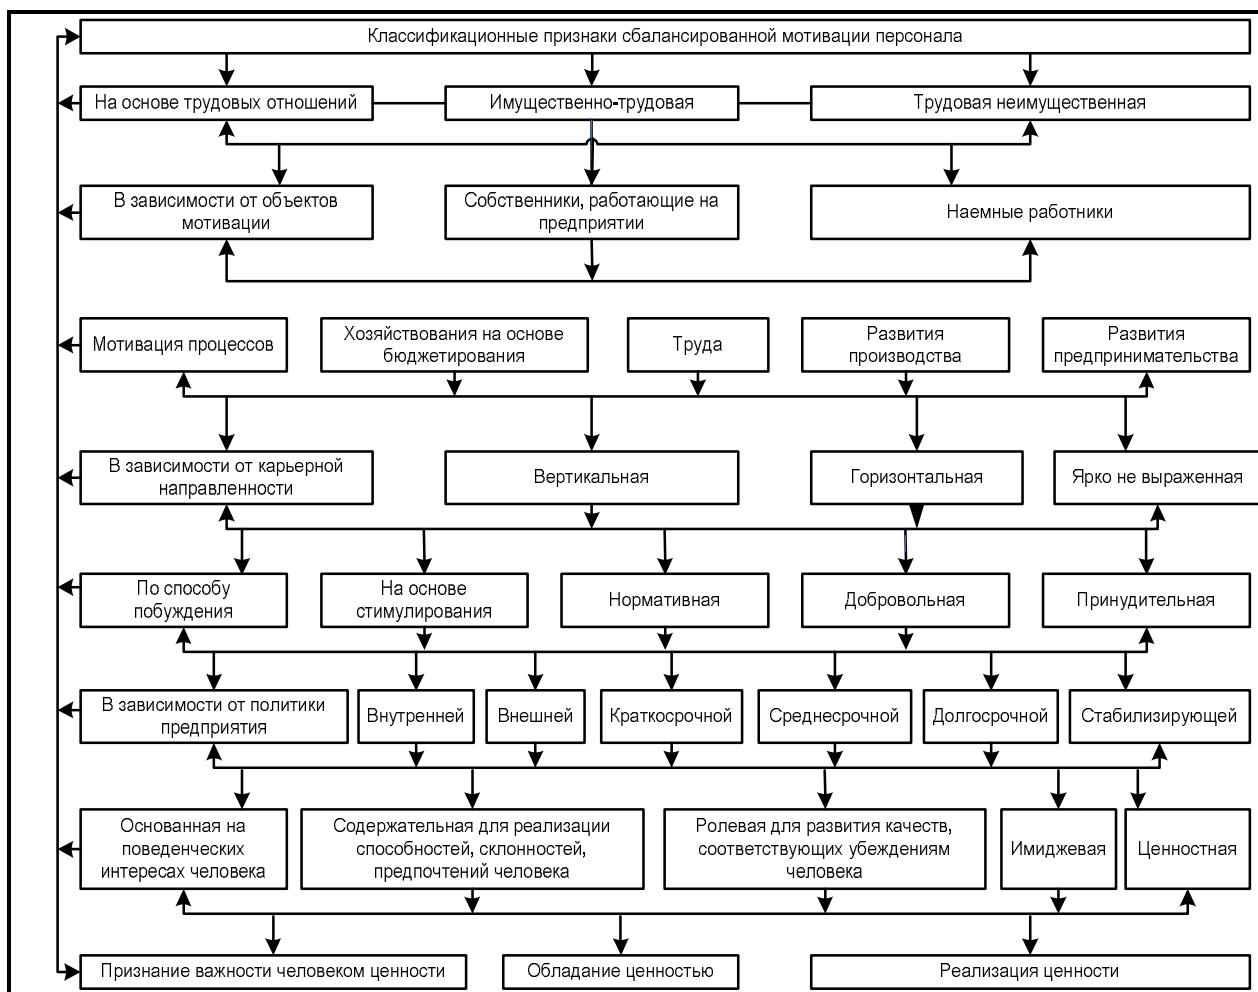 Классификационные признаки сбалансированной мотивации персонала
На основе трудовых отношений
Имущественно-трудовая
Трудовая неимущественная
В зависимости от объектов
мотивации
Собственники, работающие на
предприятии
Наемные работники
Мотивация процессов
Хозяйствования на основе
бюджетирования
Труда
Развития
производства
Развития
предпринимательства
В зависимости от карьерной
направленности
Вертикальная
Горизонтальная
Ярко не выраженная
По способу
побуждения
На основе
стимулирования
Нормативная
Добровольная
Принудительная
В зависимости от политики
предприятия
Внутренней
Внешней
Краткосрочной
Среднесрочной
Долгосрочной
Стабилизирующей
Основанная на
поведенческих
интересах человека
Содержательная для реализации
способностей, склонностей,
предпочтений человека
Ролевая для развития качеств,
соответствующих убеждениям
человека
Имиджевая
Ценностная
Признание важности человеком ценности
Обладание ценностью
Реализация ценности